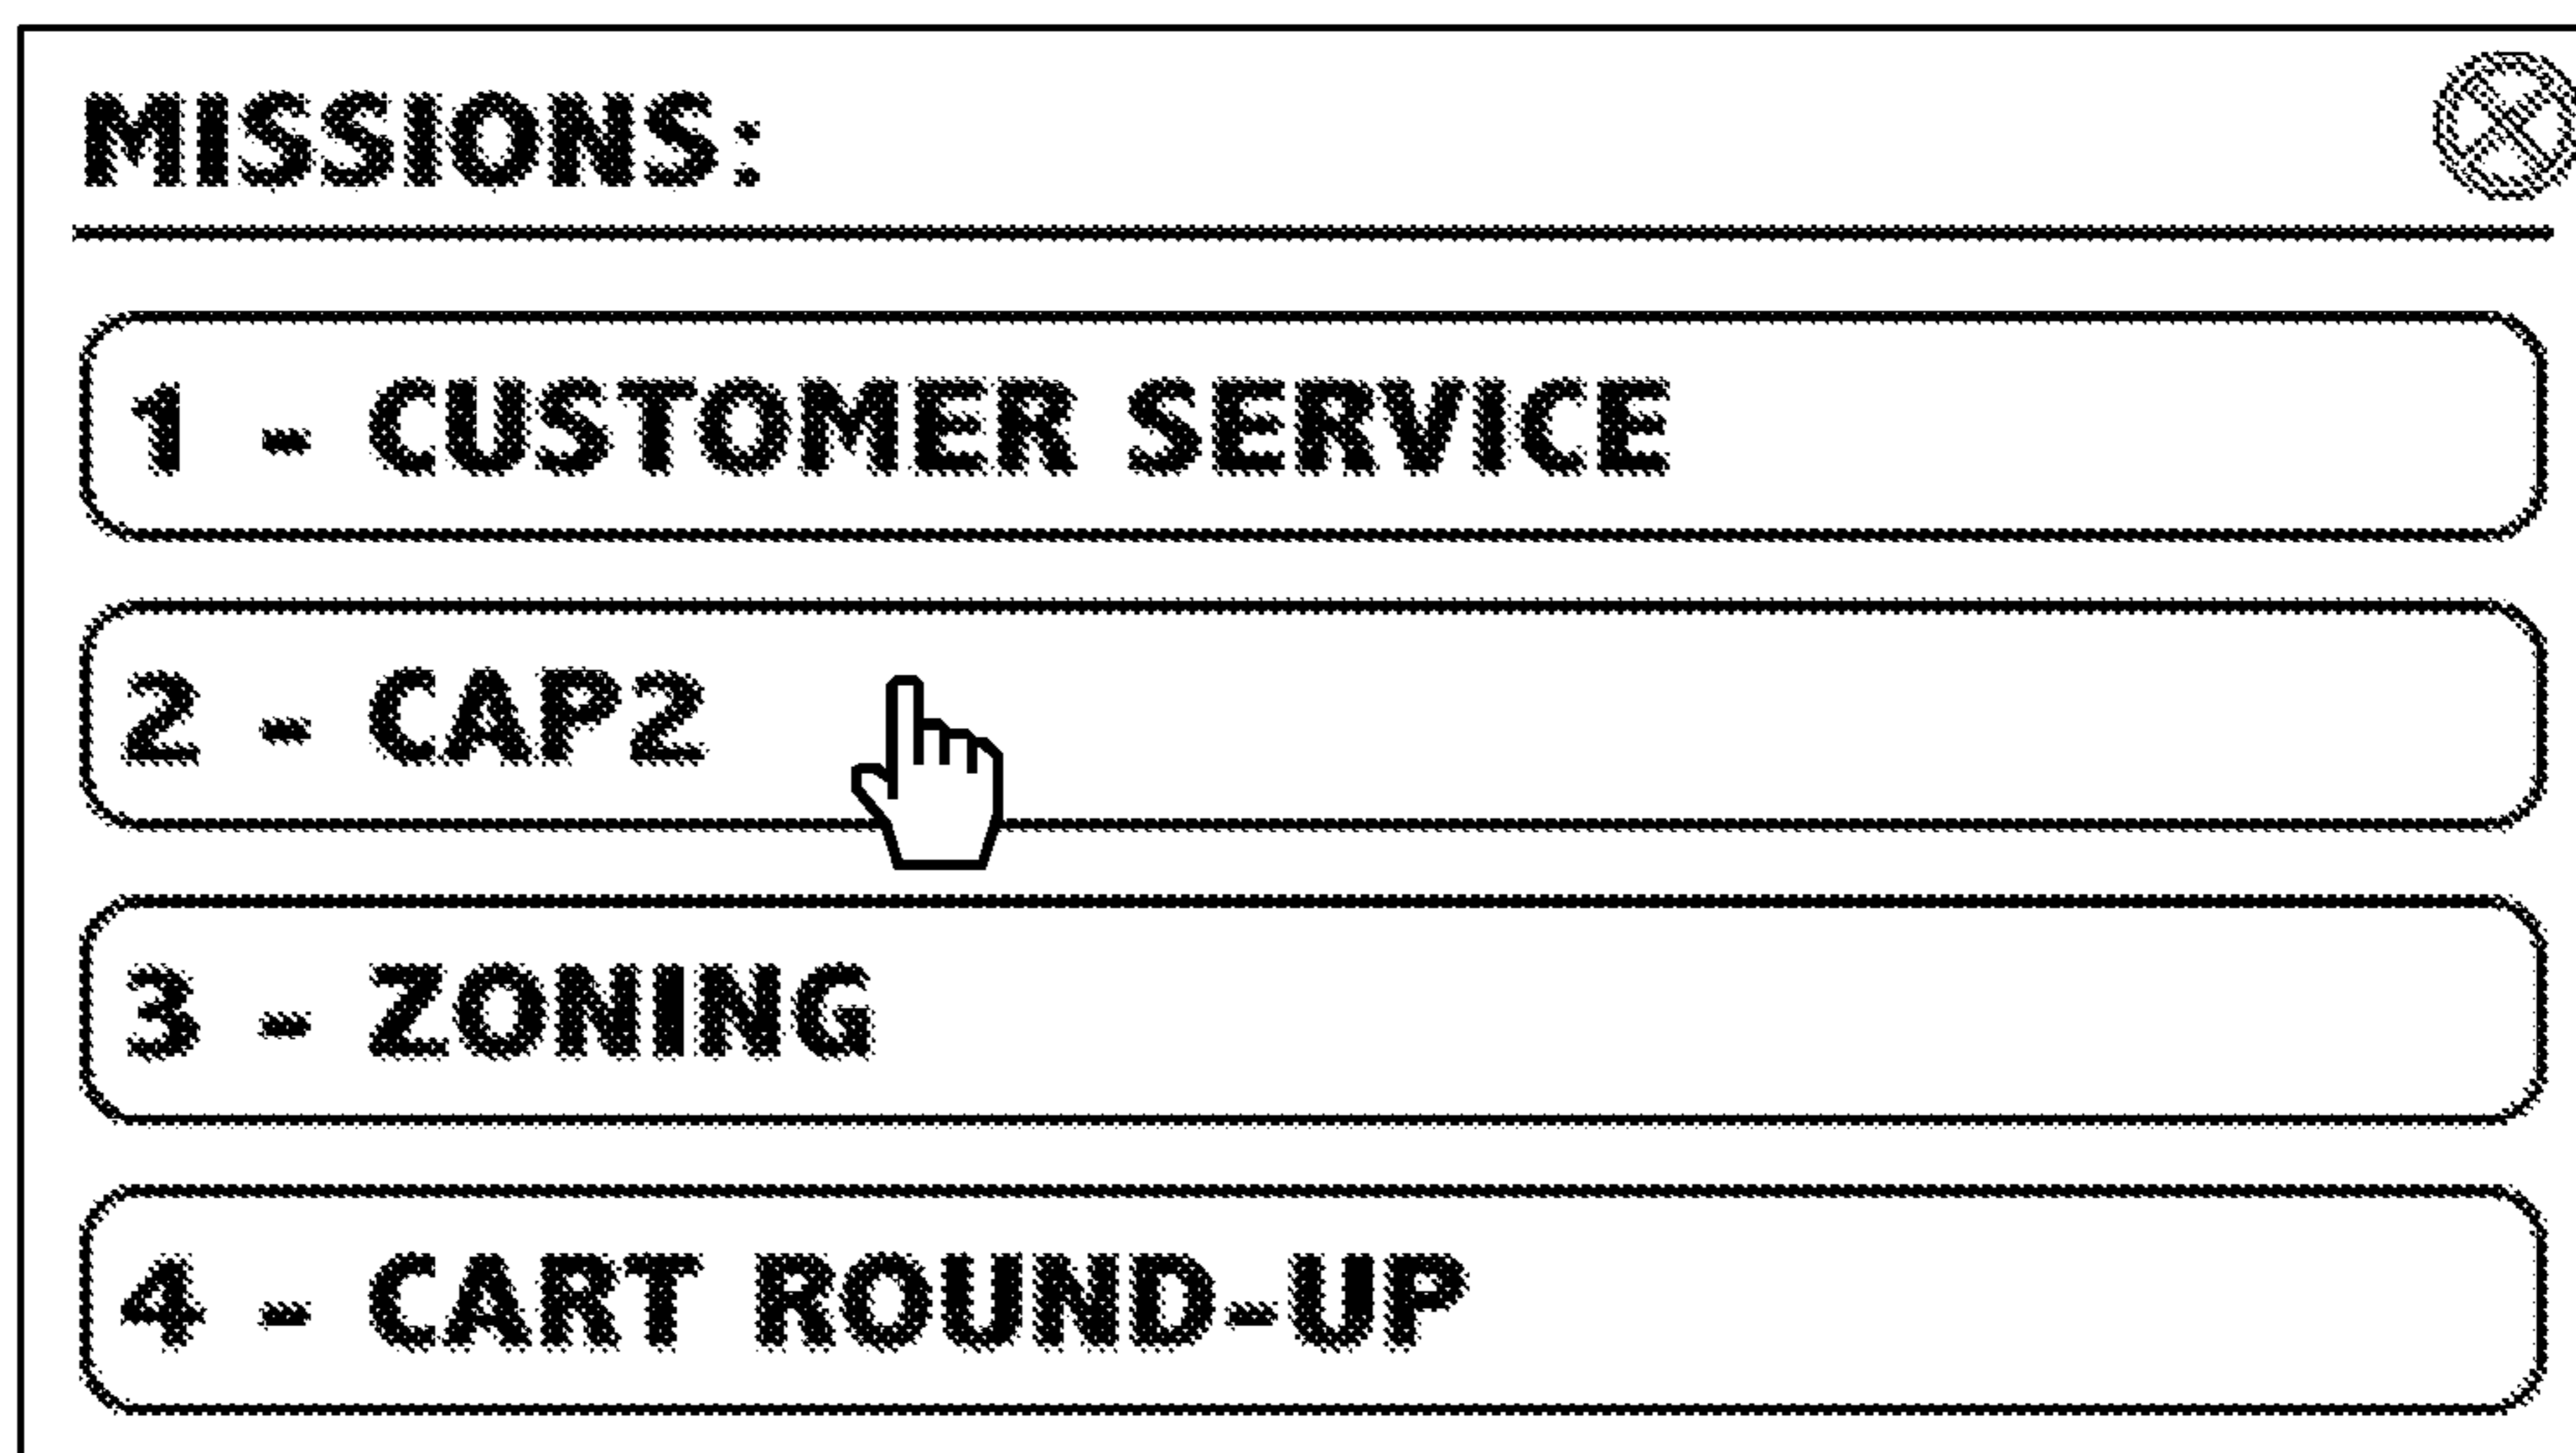 MISSIONS:
1 - CUSTOMER SERVICE
2 - CAP2
3 - ZONING
4 - CART ROUND-UP